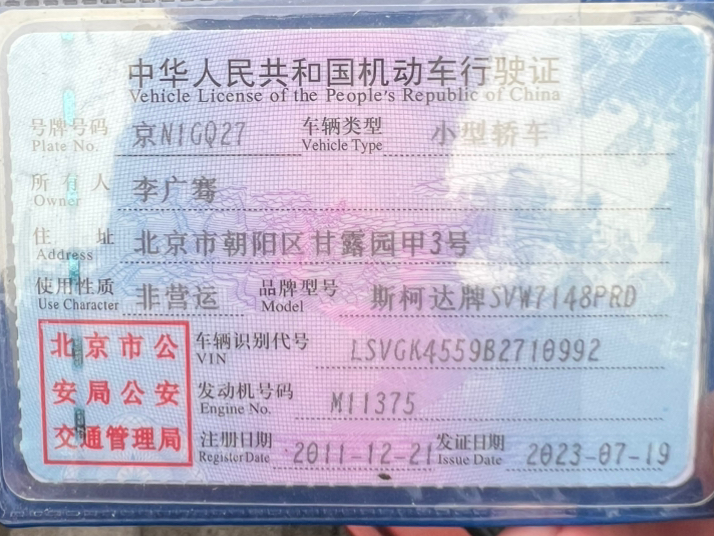 中华人民共和国机动车行驶证
Vehicle License of the People's Republic of China
号牌号码 京N1GQ27 车辆类型 小型轿车
Plate No. Vehicle Type
所有人 李广骞
Owner
住址 北京市朝阳区甘露园甲3号
Address
使用性质 非营运 品牌型号 斯柯达牌SVW7148PRD
Use Character Model
北京市公 车辆识别代号 LSVGK4559B2710992
VIN
安局公安 发动机号码 M11375
Engine No.
交通管理局 注册日期 2011-12-21 发证日期 2023-07-19
Register Date Issue Date